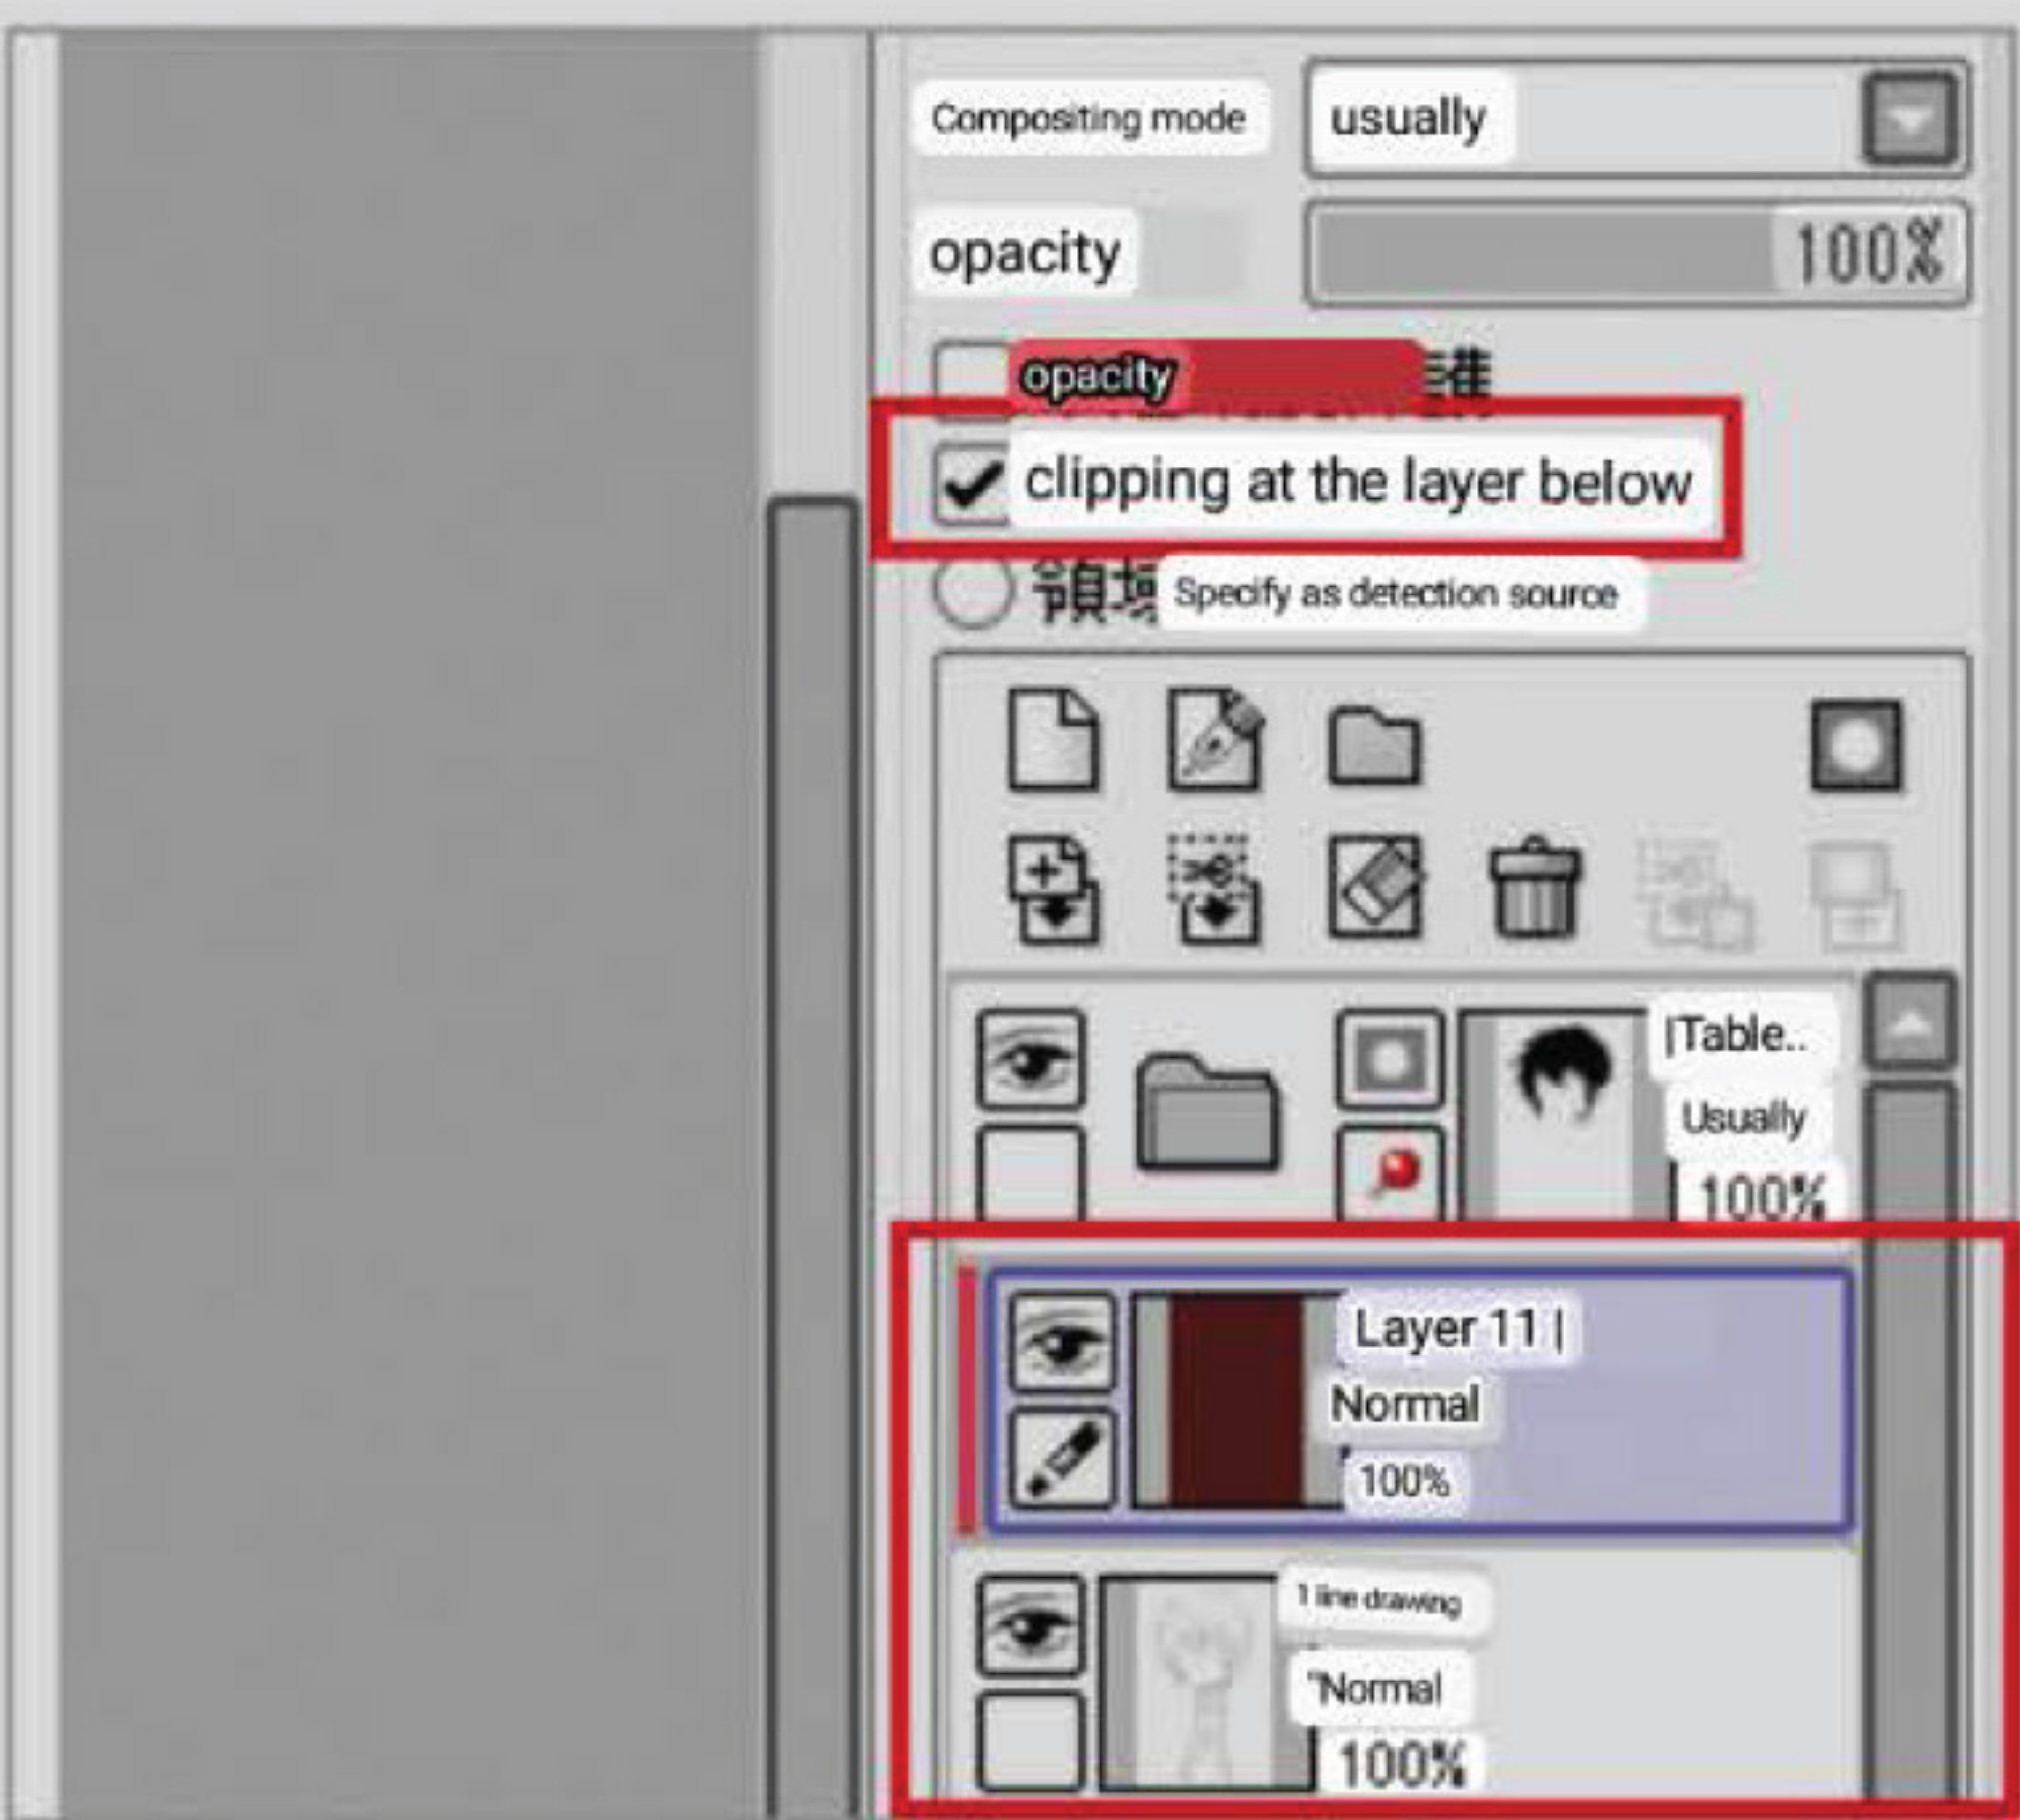 Compositing mode usually
opacity 100%
opacity
clipping at the layer below
Specify as detection source
|Table..
Usually
100%
Layer 11 |
Normal
100%
1 line drawing
"Normal
100%